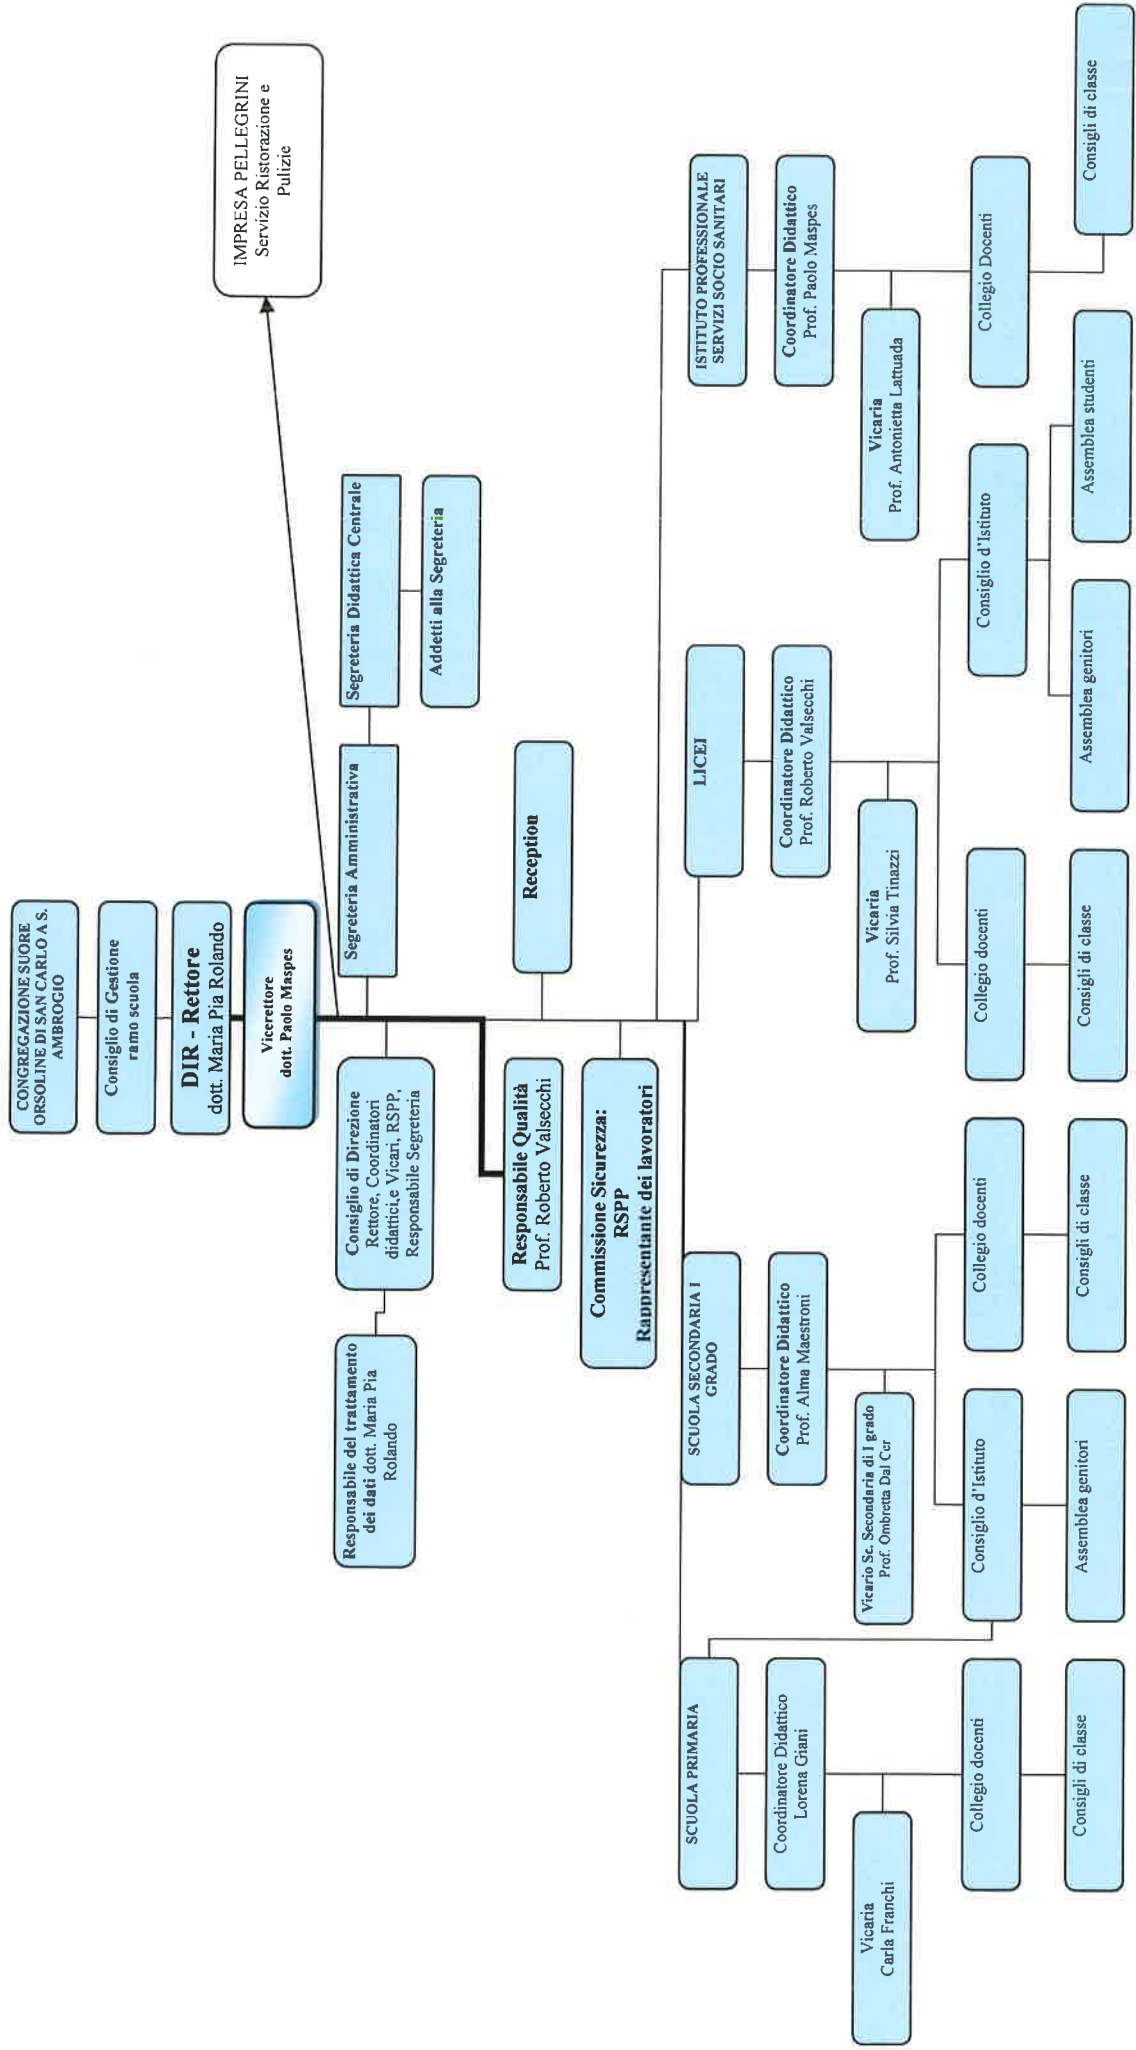 CONGREGAZIONE SUORE
ORSOLINE DI SAN CARLO A S.
AMBROGIO
Consiglio di Gestione
ramo scuola
DIR - Rettore
dott. Maria Pia Rolando
Vicerettore
dott. Paolo Maspes
IMPRESA PELLEGRINI
Servizio Ristorazione e
Pulizie
Responsabile del trattamento
dei dati dott. Maria Pia
Rolando
Consiglio di Direzione
Rettore, Coordinatori
didattici,e Vicari, RSPP,
Responsabile Segreteria
Segreteria Amministrativa
Segreteria Didattica Centrale
Addetti alla Segreteria
Responsabile Qualità
Prof. Roberto Valsecchi
Reception
Commissione Sicurezza:
RSPP
Rappresentante dei lavoratori
SCUOLA PRIMARIA
Coordinatore Didattico
Lorena Giani
Vicaria
Carla Franchi
Collegio docenti
Consigli di classe
SCUOLA SECONDARIA I
GRADO
Coordinatore Didattico
Prof. Alma Maestroni
Vicario Sc. Secondaria di I grado
Prof. Ombretta Dal Cer
Consiglio d'Istituto
Assemblea genitori
Collegio docenti
Consigli di classe
LICEI
Coordinatore Didattico
Prof. Roberto Valsecchi
Vicaria
Prof. Silvia Tinazzi
Collegio docenti
Consigli di classe
Consiglio d'Istituto
Assemblea genitori
Assemblea studenti
ISTITUTO PROFESSIONALE
SERVIZI SOCIO SANITARI
Coordinatore Didattico
Prof. Paolo Maspes
Vicaria
Prof. Antonietta Lattuada
Collegio Docenti
Consigli di classe